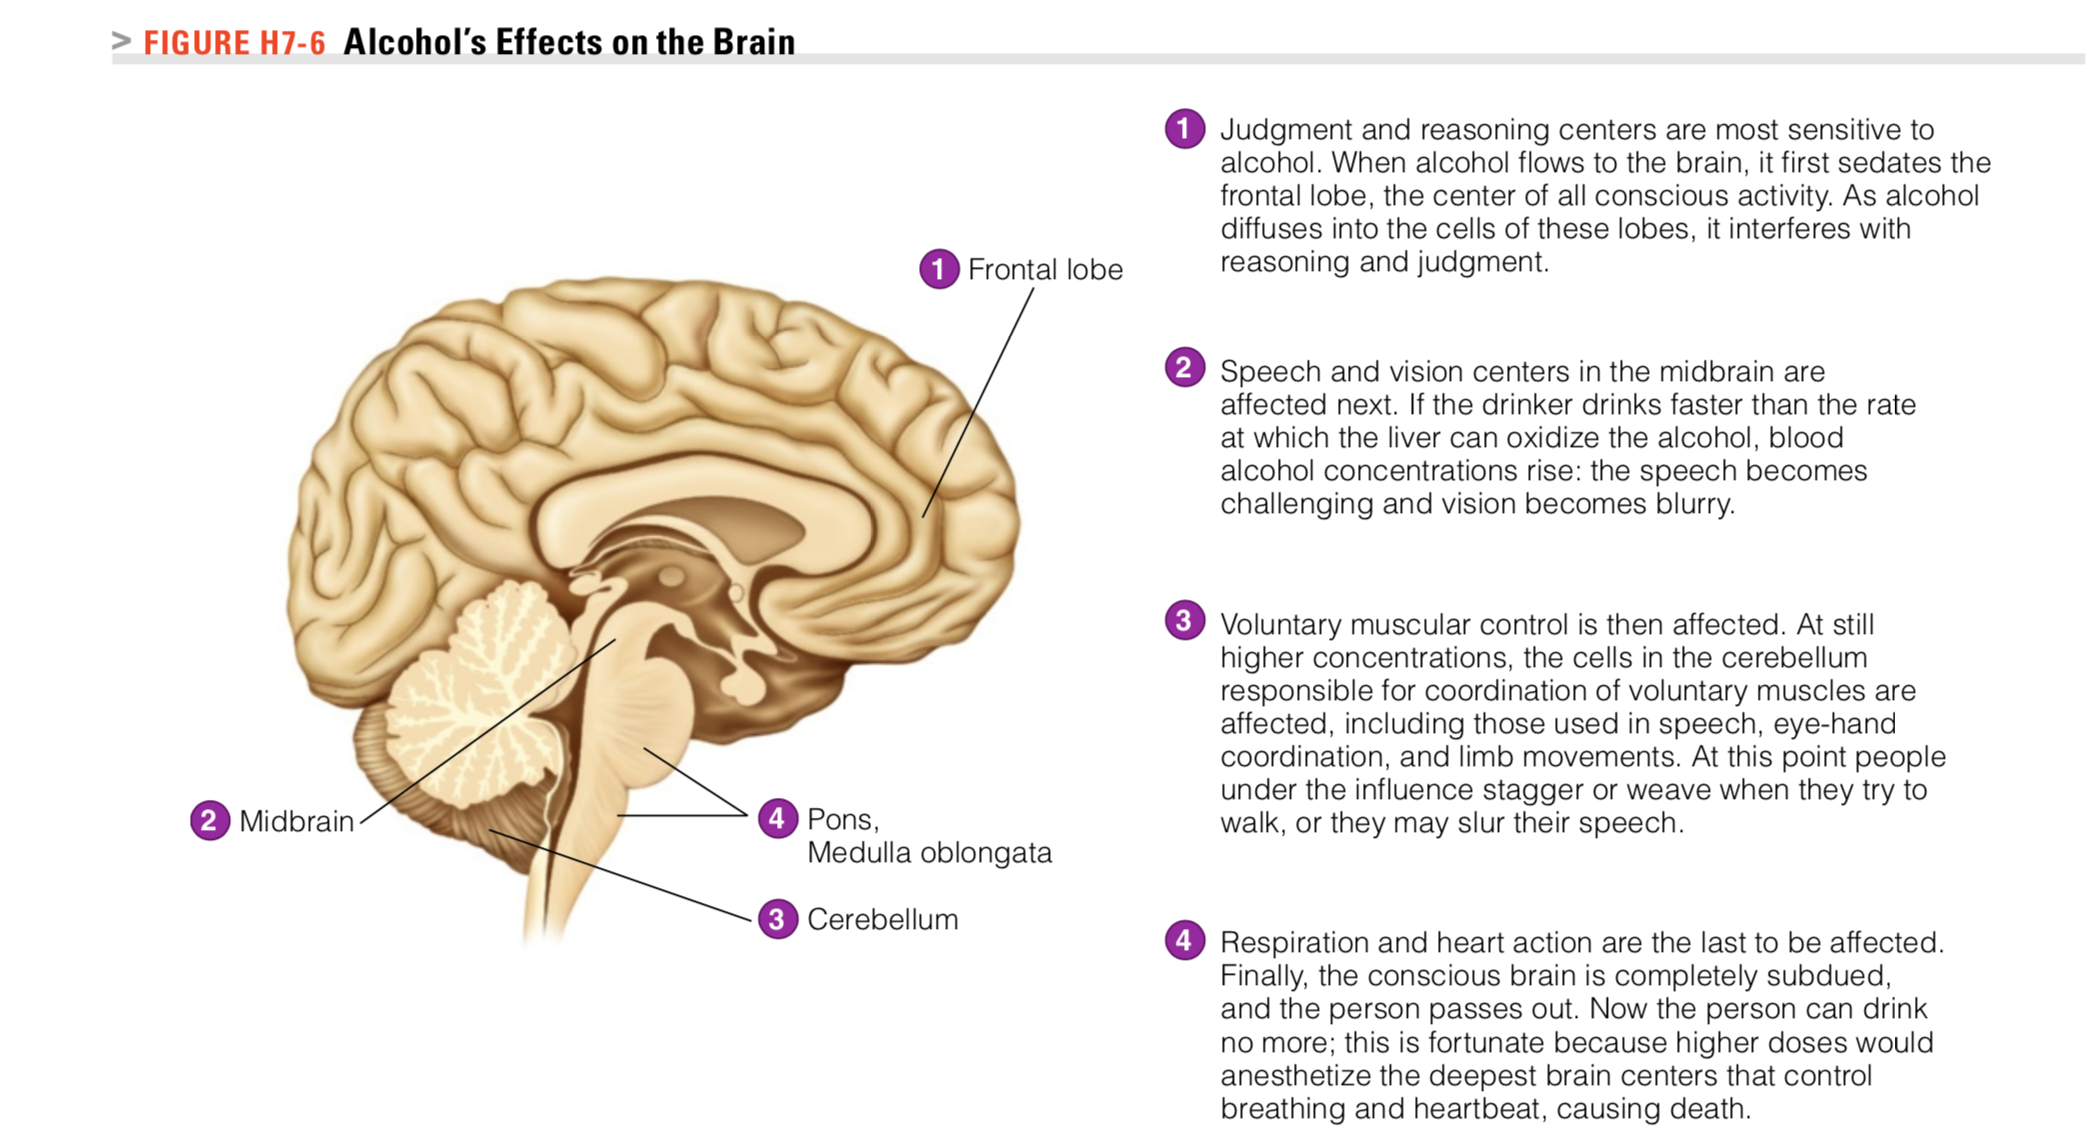 > FIGURE H7-6 Alcohol's Effects on the Brain
1 Frontal lobe
2 Midbrain
4 Pons,
Medulla oblongata
3 Cerebellum
1 Judgment and reasoning centers are most sensitive to
alcohol. When alcohol flows to the brain, it first sedates the
frontal lobe, the center of all conscious activity. As alcohol
diffuses into the cells of these lobes, it interferes with
reasoning and judgment.
2 Speech and vision centers in the midbrain are
affected next. If the drinker drinks faster than the rate
at which the liver can oxidize the alcohol, blood
alcohol concentrations rise: the speech becomes
challenging and vision becomes blurry.
3 Voluntary muscular control is then affected. At still
higher concentrations, the cells in the cerebellum
responsible for coordination of voluntary muscles are
affected, including those used in speech, eye-hand
coordination, and limb movements. At this point people
under the influence stagger or weave when they try to
walk, or they may slur their speech.
4 Respiration and heart action are the last to be affected.
Finally, the conscious brain is completely subdued,
and the person passes out. Now the person can drink
no more; this is fortunate because higher doses would
anesthetize the deepest brain centers that control
breathing and heartbeat, causing death.